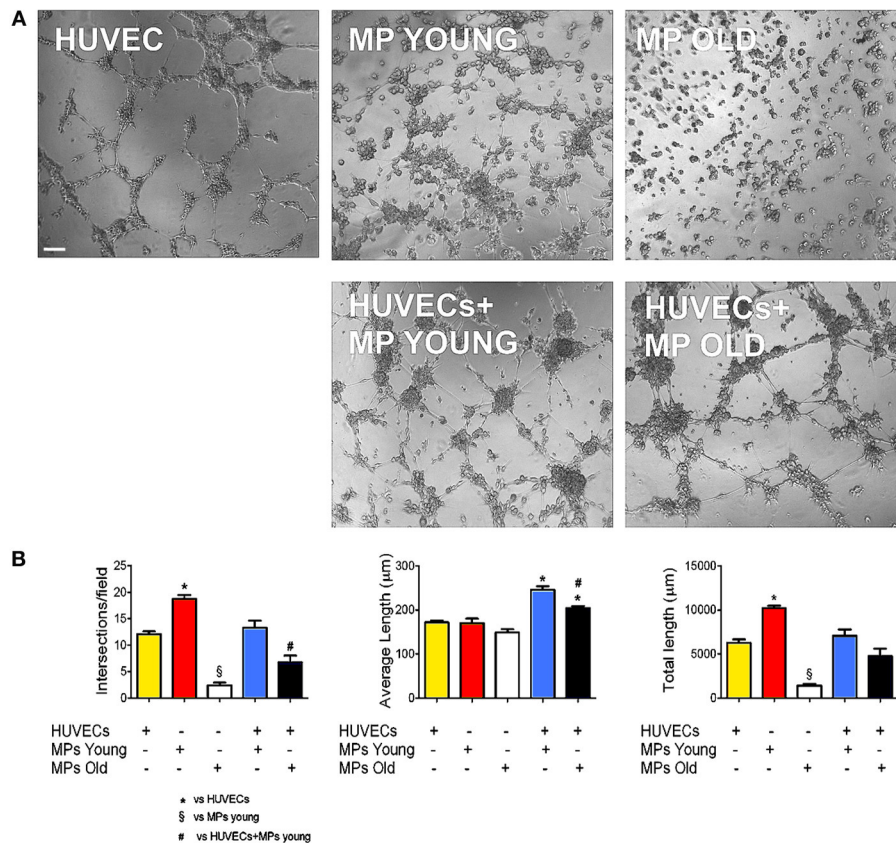 A
HUVEC
MP YOUNG
MP OLD
HUVECs+
MP YOUNG
HUVECs+
MP OLD
B
Intersections/field
25
20
15
10
5
0
*
§
#
HUVECs + - - + +
MPs Young - + - + -
MPs Old - - + - +
Average Length (µm)
300
200
100
0
*
#
*
HUVECs + - - + +
MPs Young - + - + -
MPs Old - - + - +
Total length (µm)
15000
10000
5000
0
*
§
HUVECs + - - + +
MPs Young - + - + -
MPs Old - - + - +
* vs HUVECs
§ vs MPs young
# vs HUVECs+MPs young